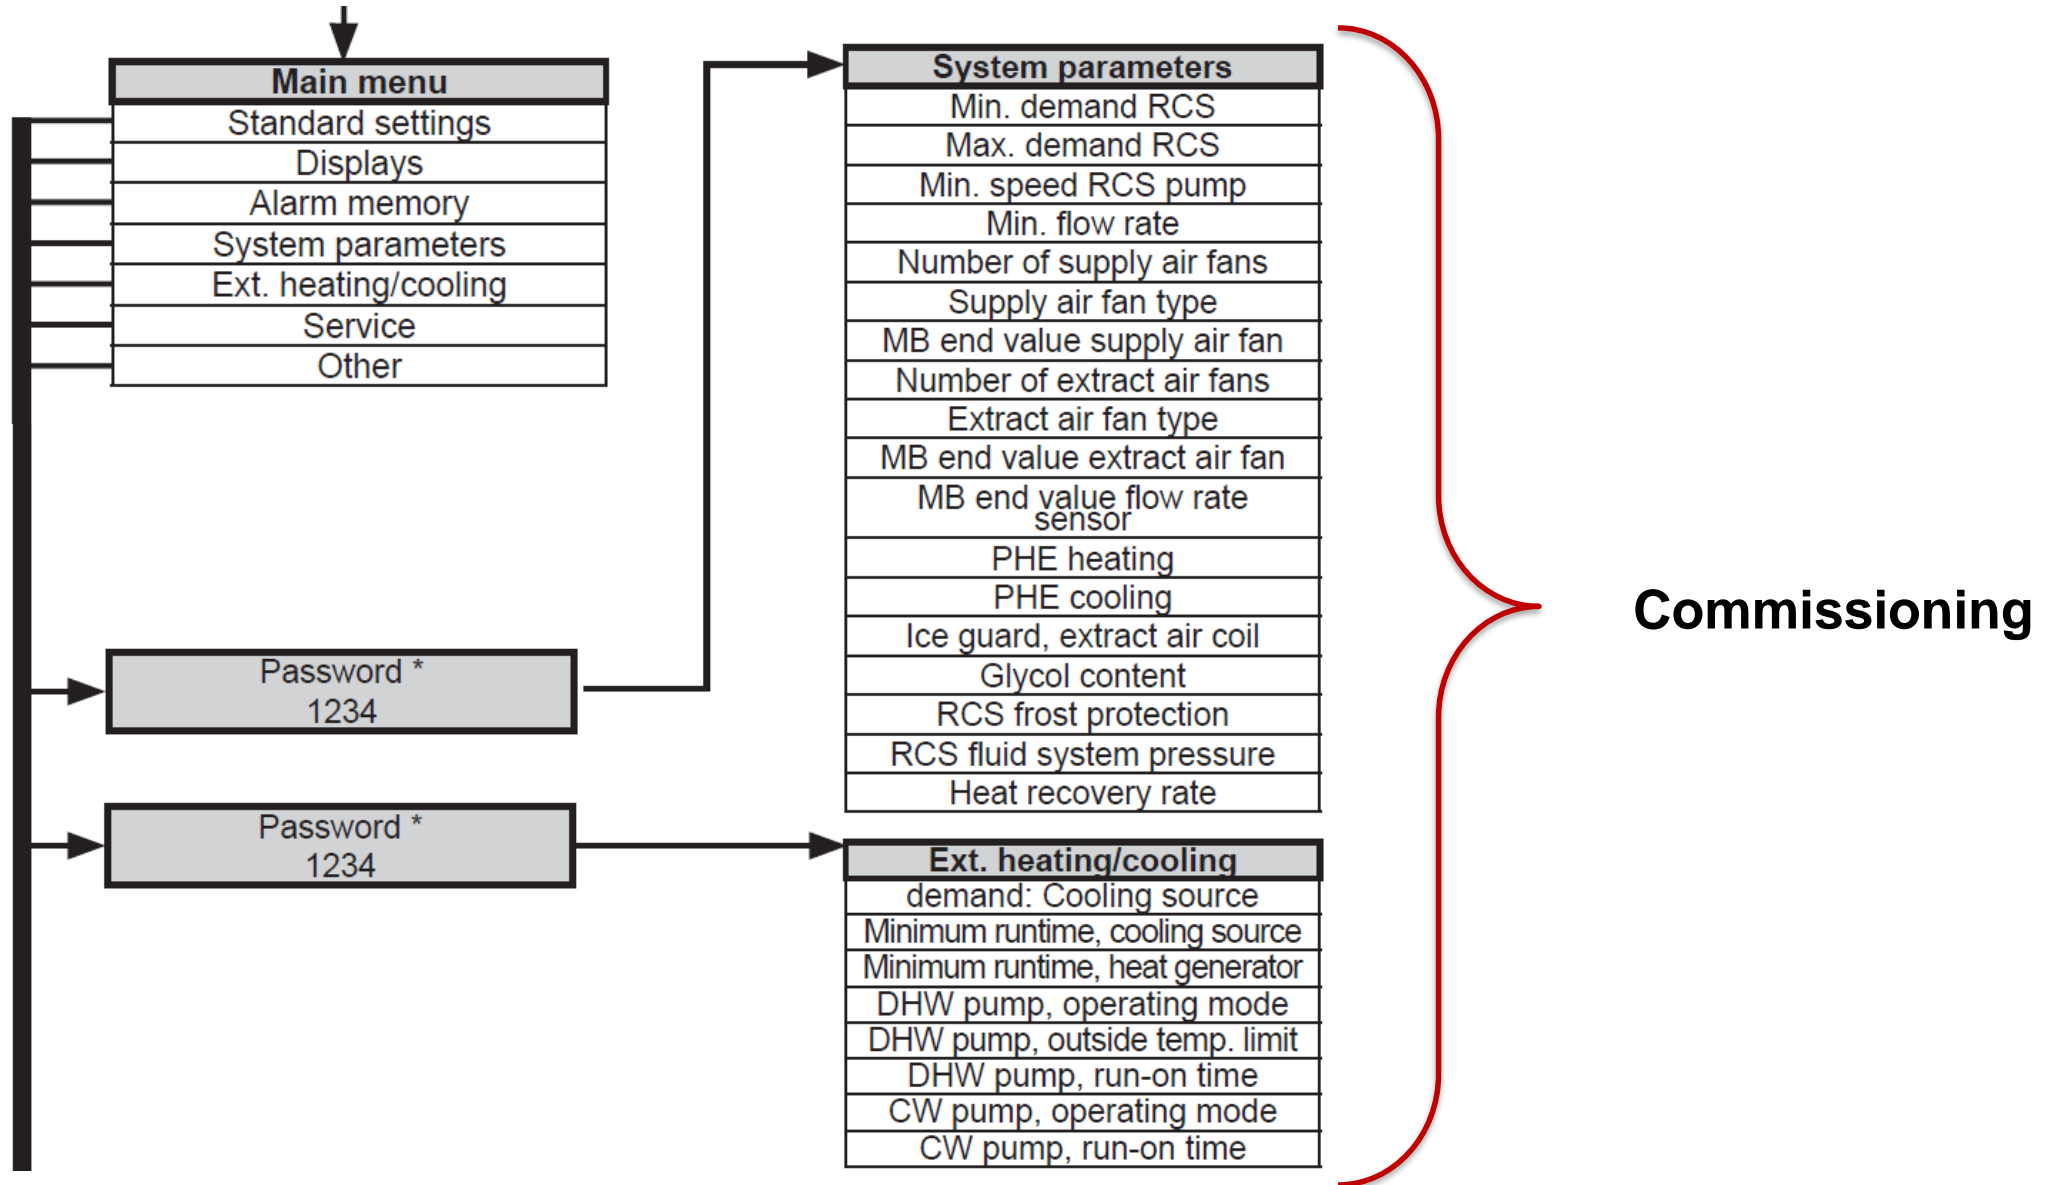 Main menu
Standard settings
Displays
Alarm memory
System parameters
Ext. heating/cooling
Service
Other
Password *
1234
Password *
1234
System parameters
Min. demand RCS
Max. demand RCS
Min. speed RCS pump
Min. flow rate
Number of supply air fans
Supply air fan type
MB end value supply air fan
Number of extract air fans
Extract air fan type
MB end value extract air fan
MB end value flow rate
sensor
PHE heating
PHE cooling
Ice guard, extract air coil
Glycol content
RCS frost protection
RCS fluid system pressure
Heat recovery rate
Ext. heating/cooling
demand: Cooling source
Minimum runtime, cooling source
Minimum runtime, heat generator
DHW pump, operating mode
DHW pump, outside temp. limit
DHW pump, run-on time
CW pump, operating mode
CW pump, run-on time
Commissioning